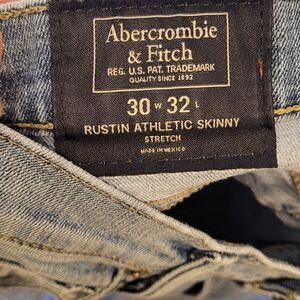 Abercrombie
& Fitch
REG. U.S. PAT. TRADEMARK
QUALITY SINCE 1892
30 W 32 L
RUSTIN ATHLETIC SKINNY
STRETCH
MADE IN MEXICO